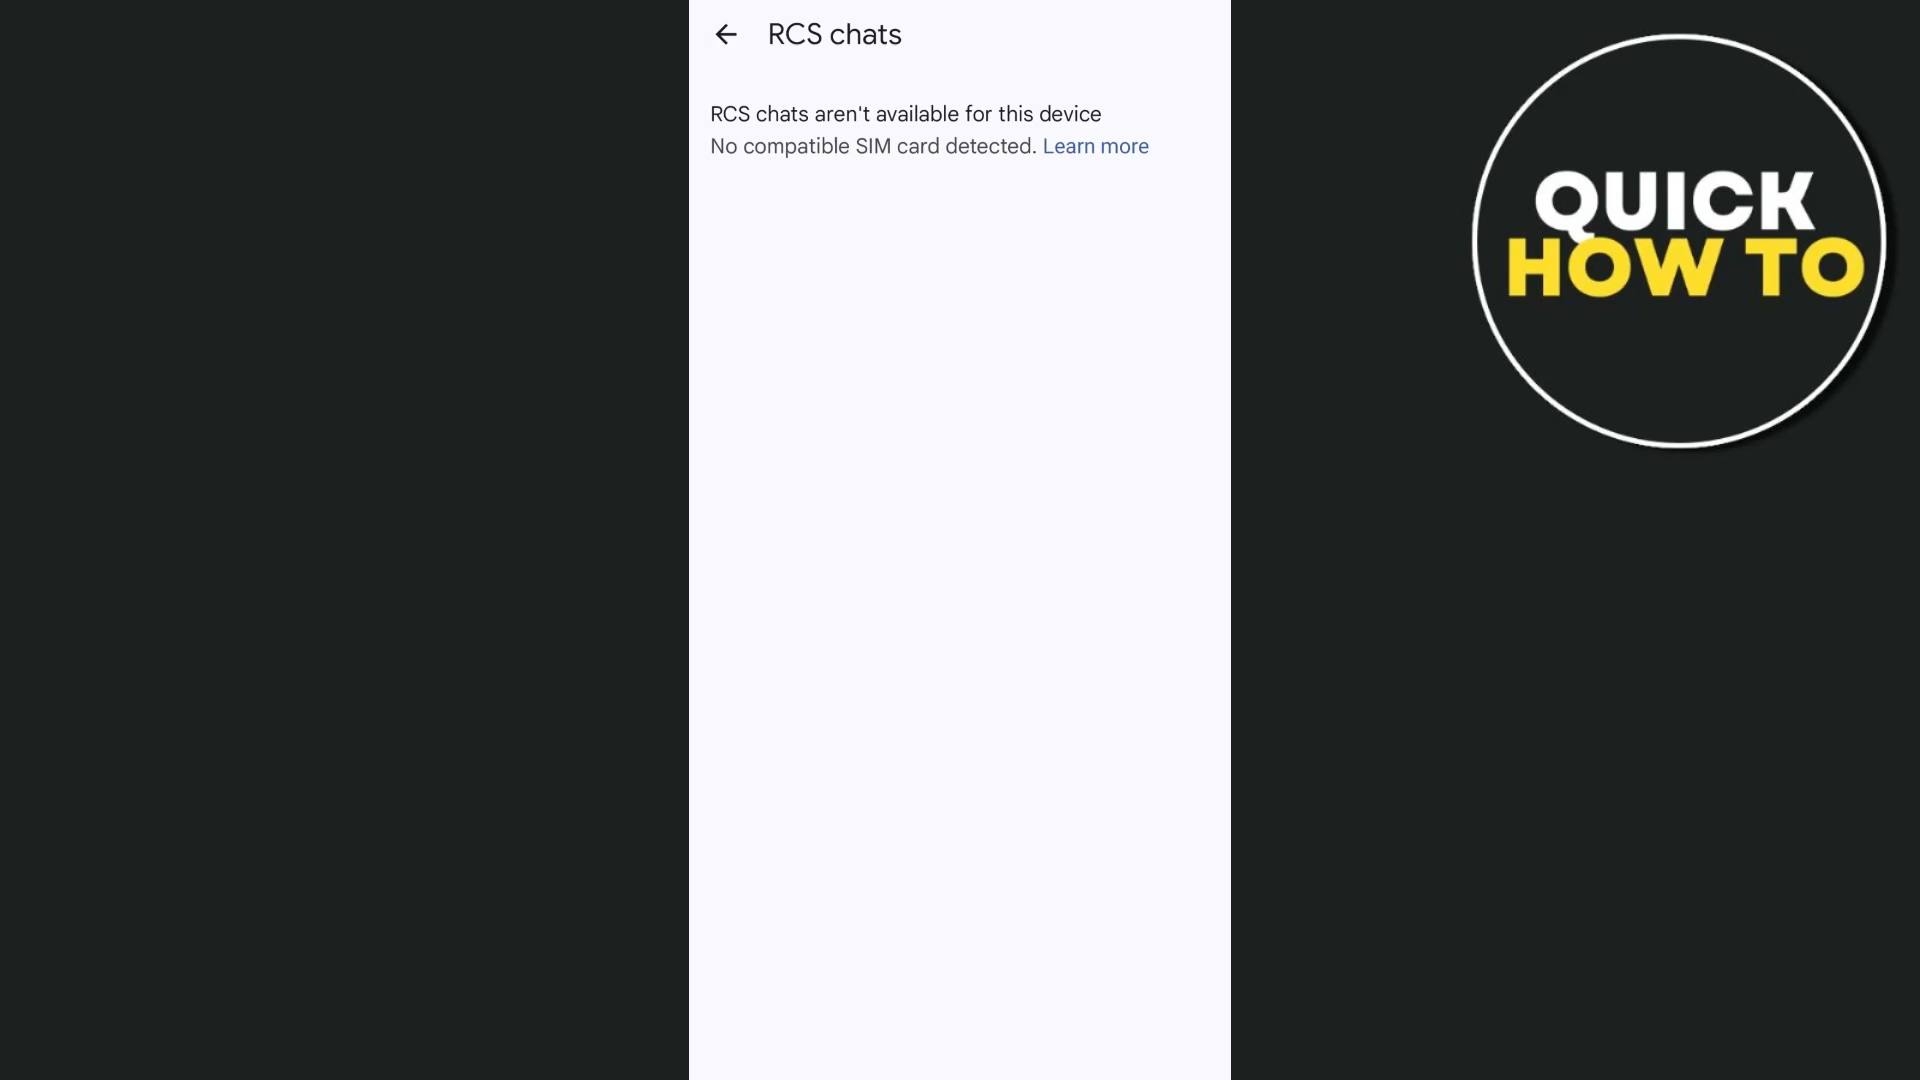 RCS chats
RCS chats aren't available for this device
No compatible SIM card detected. Learn more
QUICK
HOW TO